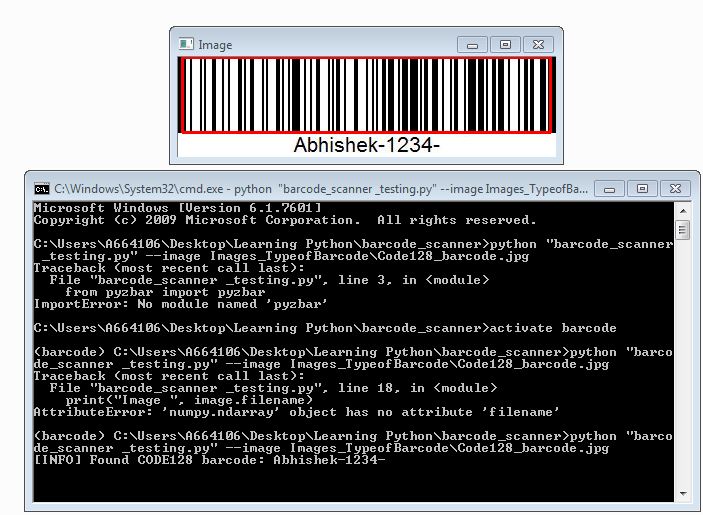 Image
Abhishek-1234-
C:\Windows\System32\cmd.exe - python  "barcode_scanner _testing.py" --image Images_TypeofBa...
Microsoft Windows [Version 6.1.7601]
Copyright (c) 2009 Microsoft Corporation.  All rights reserved.
C:\Users\A664106\Desktop\Learning Python\barcode_scanner>python "barcode_scanner
 _testing.py" --image Images_TypeofBarcode\Code128_barcode.jpg
Traceback (most recent call last):
  File "barcode_scanner _testing.py", line 3, in <module>
    from pyzbar import pyzbar
ImportError: No module named 'pyzbar'
C:\Users\A664106\Desktop\Learning Python\barcode_scanner>activate barcode
(barcode) C:\Users\A664106\Desktop\Learning Python\barcode_scanner>python "barco
de_scanner _testing.py" --image Images_TypeofBarcode\Code128_barcode.jpg
Traceback (most recent call last):
  File "barcode_scanner _testing.py", line 18, in <module>
    print("Image ", image.filename)
AttributeError: 'numpy.ndarray' object has no attribute 'filename'
(barcode) C:\Users\A664106\Desktop\Learning Python\barcode_scanner>python "barco
de_scanner _testing.py" --image Images_TypeofBarcode\Code128_barcode.jpg
[INFO] Found CODE128 barcode: Abhishek-1234-